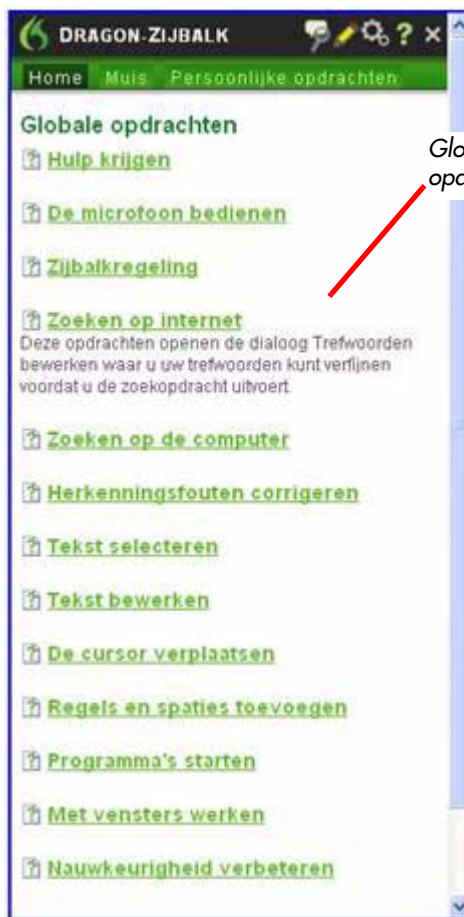 DRAGON-ZIJBALK
Home Muis Persoonlijke opdrachten
Globale opdrachten
Hulp krijgen
De microfoon bedienen
Zijbalkregeling
Zoeken op internet
Deze opdrachten openen de dialoog Trefwoorden
bewerken waar u uw trefwoorden kunt verfijnen
voordat u de zoekopdracht uitvoert.
Zoeken op de computer
Herkenningsfouten corrigeren
Tekst selecteren
Tekst bewerken
De cursor verplaatsen
Regels en spaties toevoegen
Programma's starten
Met vensters werken
Nauwkeurigheid verbeteren